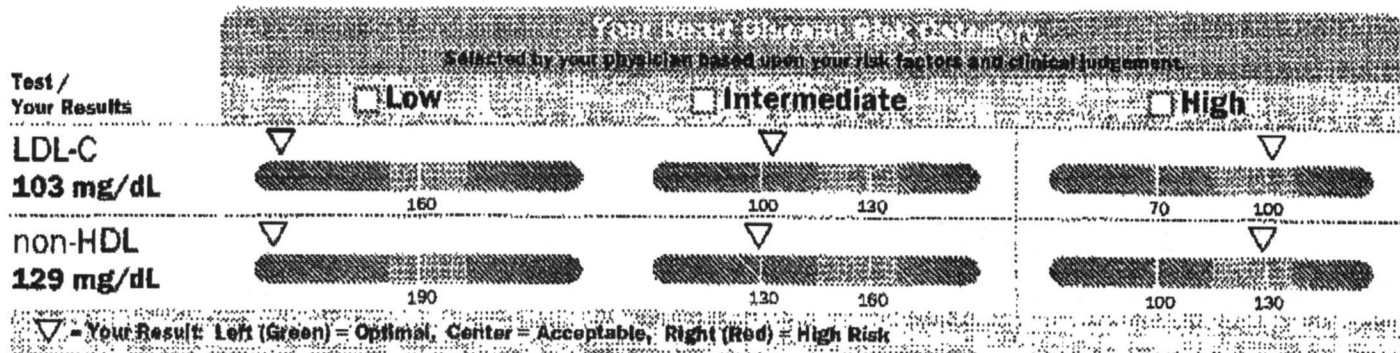 Your Heart Disease Risk Category
Selected by your physician based upon your risk factors and clinical judgement.
Test /
Your Results
Low Intermediate High
LDL-C
103 mg/dL
160 100 130 70 100
non-HDL
129 mg/dL
190 130 160 100 130
= Your Result: Left (Green) = Optimal, Center = Acceptable, Right (Red) = High Risk